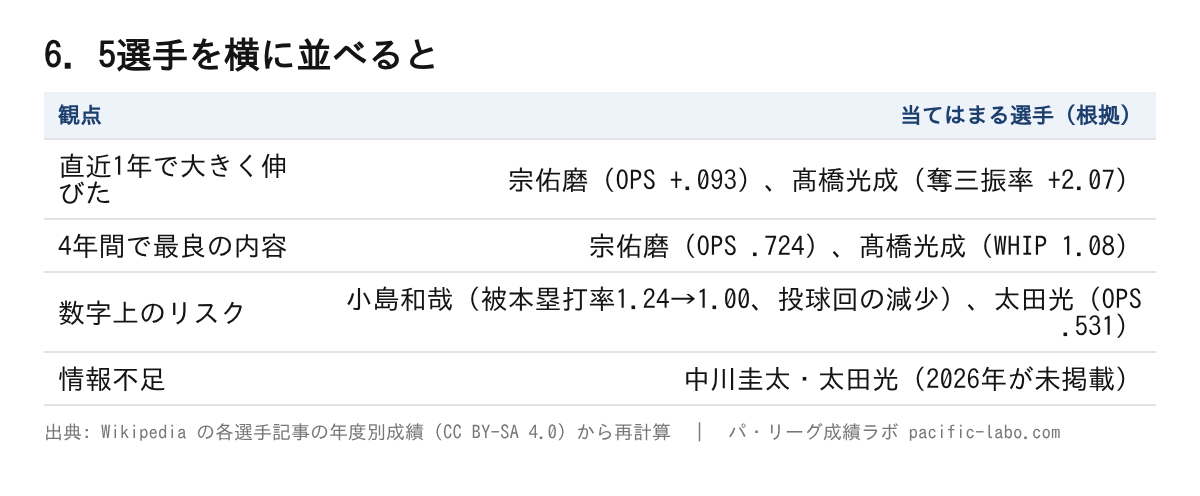 6. 5選手を横に並べると
観点 当てはまる選手（根拠）
直近1年で大きく伸
びた
宗佑磨（OPS +.093）、髙橋光成（奪三振率 +2.07）
4年間で最良の内容 宗佑磨（OPS .724）、髙橋光成（WHIP 1.08）
数字上のリスク
小島和哉（被本塁打率1.24→1.00、投球回の減少）、太田光（OPS
.531）
情報不足 中川圭太・太田光（2026年が未掲載）
出典: Wikipedia の各選手記事の年度別成績（CC BY-SA 4.0）から再計算 ｜ パ・リーグ成績ラボ pacific-labo.com